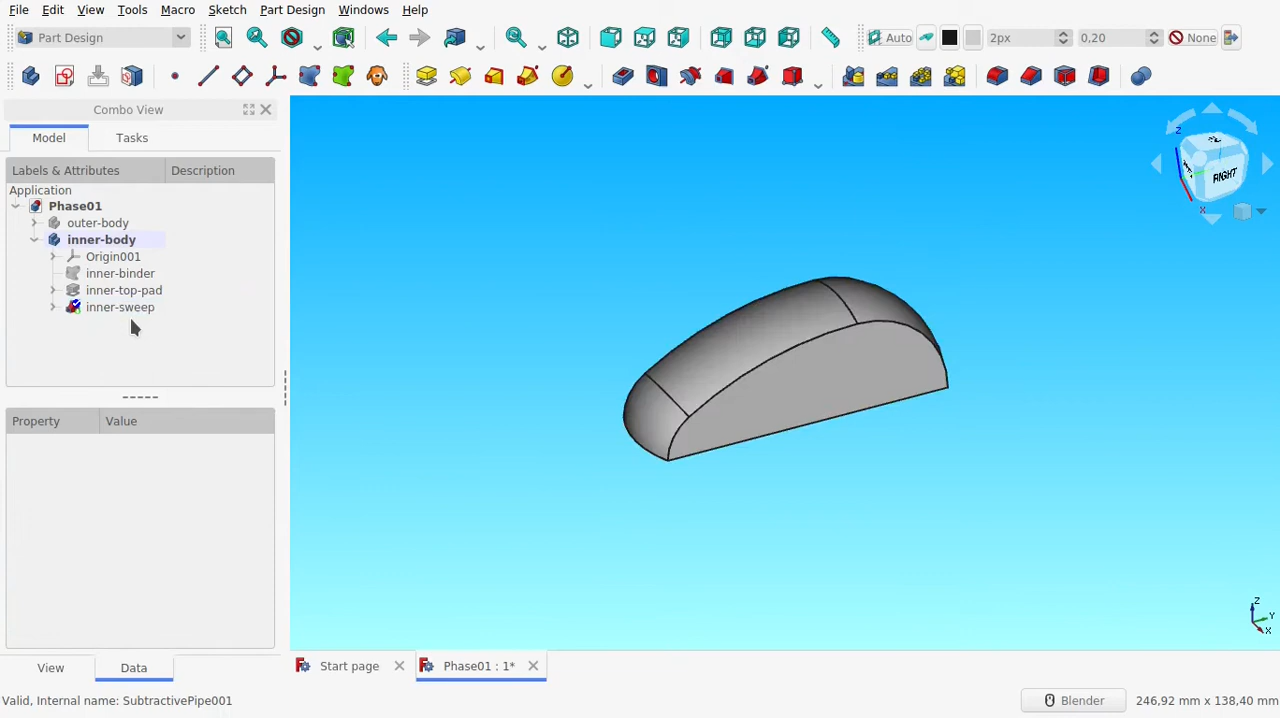 File Edit View Tools Macro Sketch Part Design Windows Help
Part Design Auto 2px 0,20 None
Combo View
Model Tasks
Labels & Attributes Description
Application
Phase01
outer-body
inner-body
Origin001
inner-binder
inner-top-pad
inner-sweep
Property Value
View Data
Z
RIGHT
X
Z
Y
X
Start page Phase01 : 1*
Valid, Internal name: SubtractivePipe001 Blender 246,92 mm x 138,40 mm